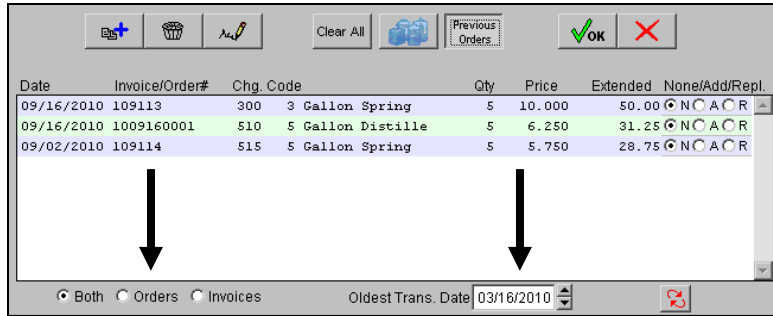 Clear All Previous Orders OK
Date Invoice/Order# Chg. Code Qty Price Extended None/Add/Repl.
09/16/2010 109113 300 3 Gallon Spring 5 10.000 50.00 N A R
09/16/2010 1009160001 510 5 Gallon Distille 5 6.250 31.25 N A R
09/02/2010 109114 515 5 Gallon Spring 5 5.750 28.75 N A R
Both Orders Invoices Oldest Trans. Date 03/16/2010